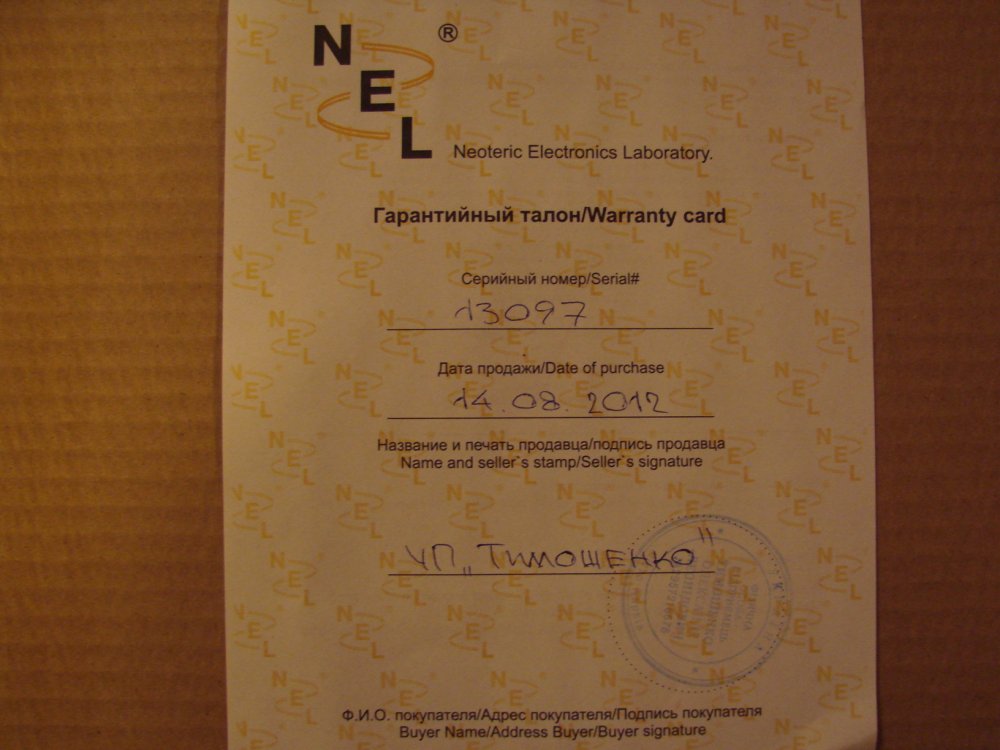 NEL®
Neoteric Electronics Laboratory.
Гарантийный талон/Warranty card
Серийный номер/Serial#
13097
Дата продажи/Date of purchase
14.08.2012
Название и печать продавца/подпись продавца
Name and seller`s stamp/Seller`s signature
ЧП „Тимошенко"
Ф.И.О. покупателя/Адрес покупателя/Подпись покупателя
Buyer Name/Address Buyer/Buyer signature